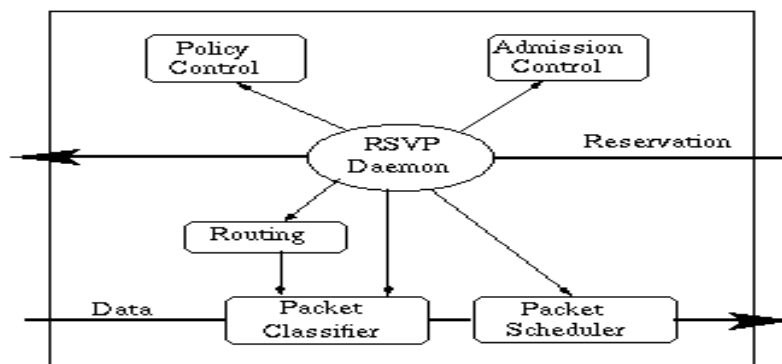 Policy
Control
Admission
Control
RSVP
Daemon
Reservation
Routing
Data
Packet
Classifier
Packet
Scheduler